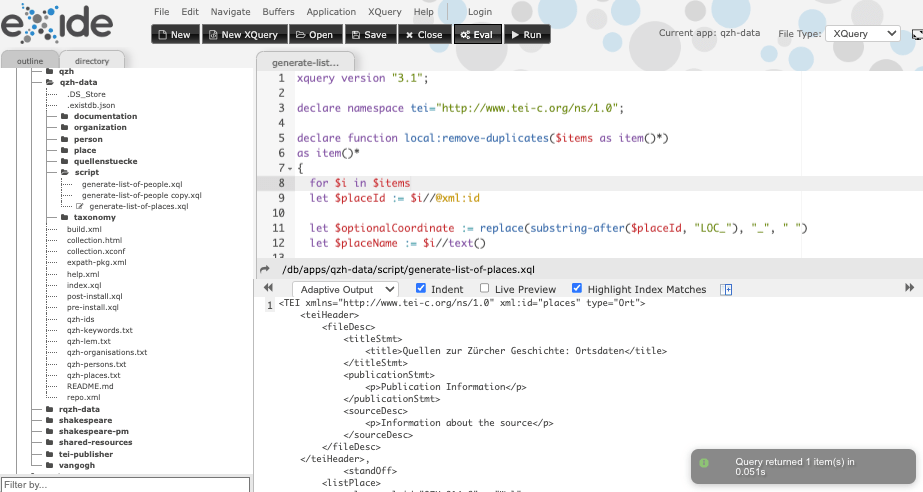 eXide
File Edit Navigate Buffers Application XQuery Help Login
New New XQuery Open Save Close Eval Run
Current app: qzh-data File Type: XQuery
outline directory
qzh
qzh-data
.DS_Store
.existdb.json
documentation
organization
person
place
quellenstuecke
script
generate-list-of-people.xql
generate-list-of-people copy.xql
generate-list-of-places.xql
taxonomy
build.xml
collection.html
collection.xconf
expath-pkg.xml
help.xml
index.xql
post-install.xql
pre-install.xql
qzh-ids
qzh-keywords.txt
qzh-lem.txt
qzh-organisations.txt
qzh-persons.txt
qzh-places.txt
README.md
repo.xml
rqzh-data
shakespeare
shakespeare-pm
shared-resources
tei-publisher
vangogh
Filter by...
generate-list...
1 xquery version "3.1";
2
3 declare namespace tei="http://www.tei-c.org/ns/1.0";
4
5 declare function local:remove-duplicates($items as item()*)
6 as item()*
7 {
8 for $i in $items
9 let $placeId := $i//@xml:id
10
11 let $optionalCoordinate := replace(substring-after($placeId, "LOC_"), "_", " ")
12 let $placeName := $i//text()
13
/db/apps/qzh-data/script/generate-list-of-places.xql
Adaptive Output Indent Live Preview Highlight Index Matches
1 <TEI xmlns="http://www.tei-c.org/ns/1.0" xml:id="places" type="Ort">
<teiHeader>
<fileDesc>
<titleStmt>
<title>Quellen zur Zürcher Geschichte: Ortsdaten</title>
</titleStmt>
<publicationStmt>
<p>Publication Information</p>
</publicationStmt>
<sourceDesc>
<p>Information about the source</p>
</sourceDesc>
</fileDesc>
</teiHeader>,
<standOff>
<listPlace>
Query returned 1 item(s) in
0.051s